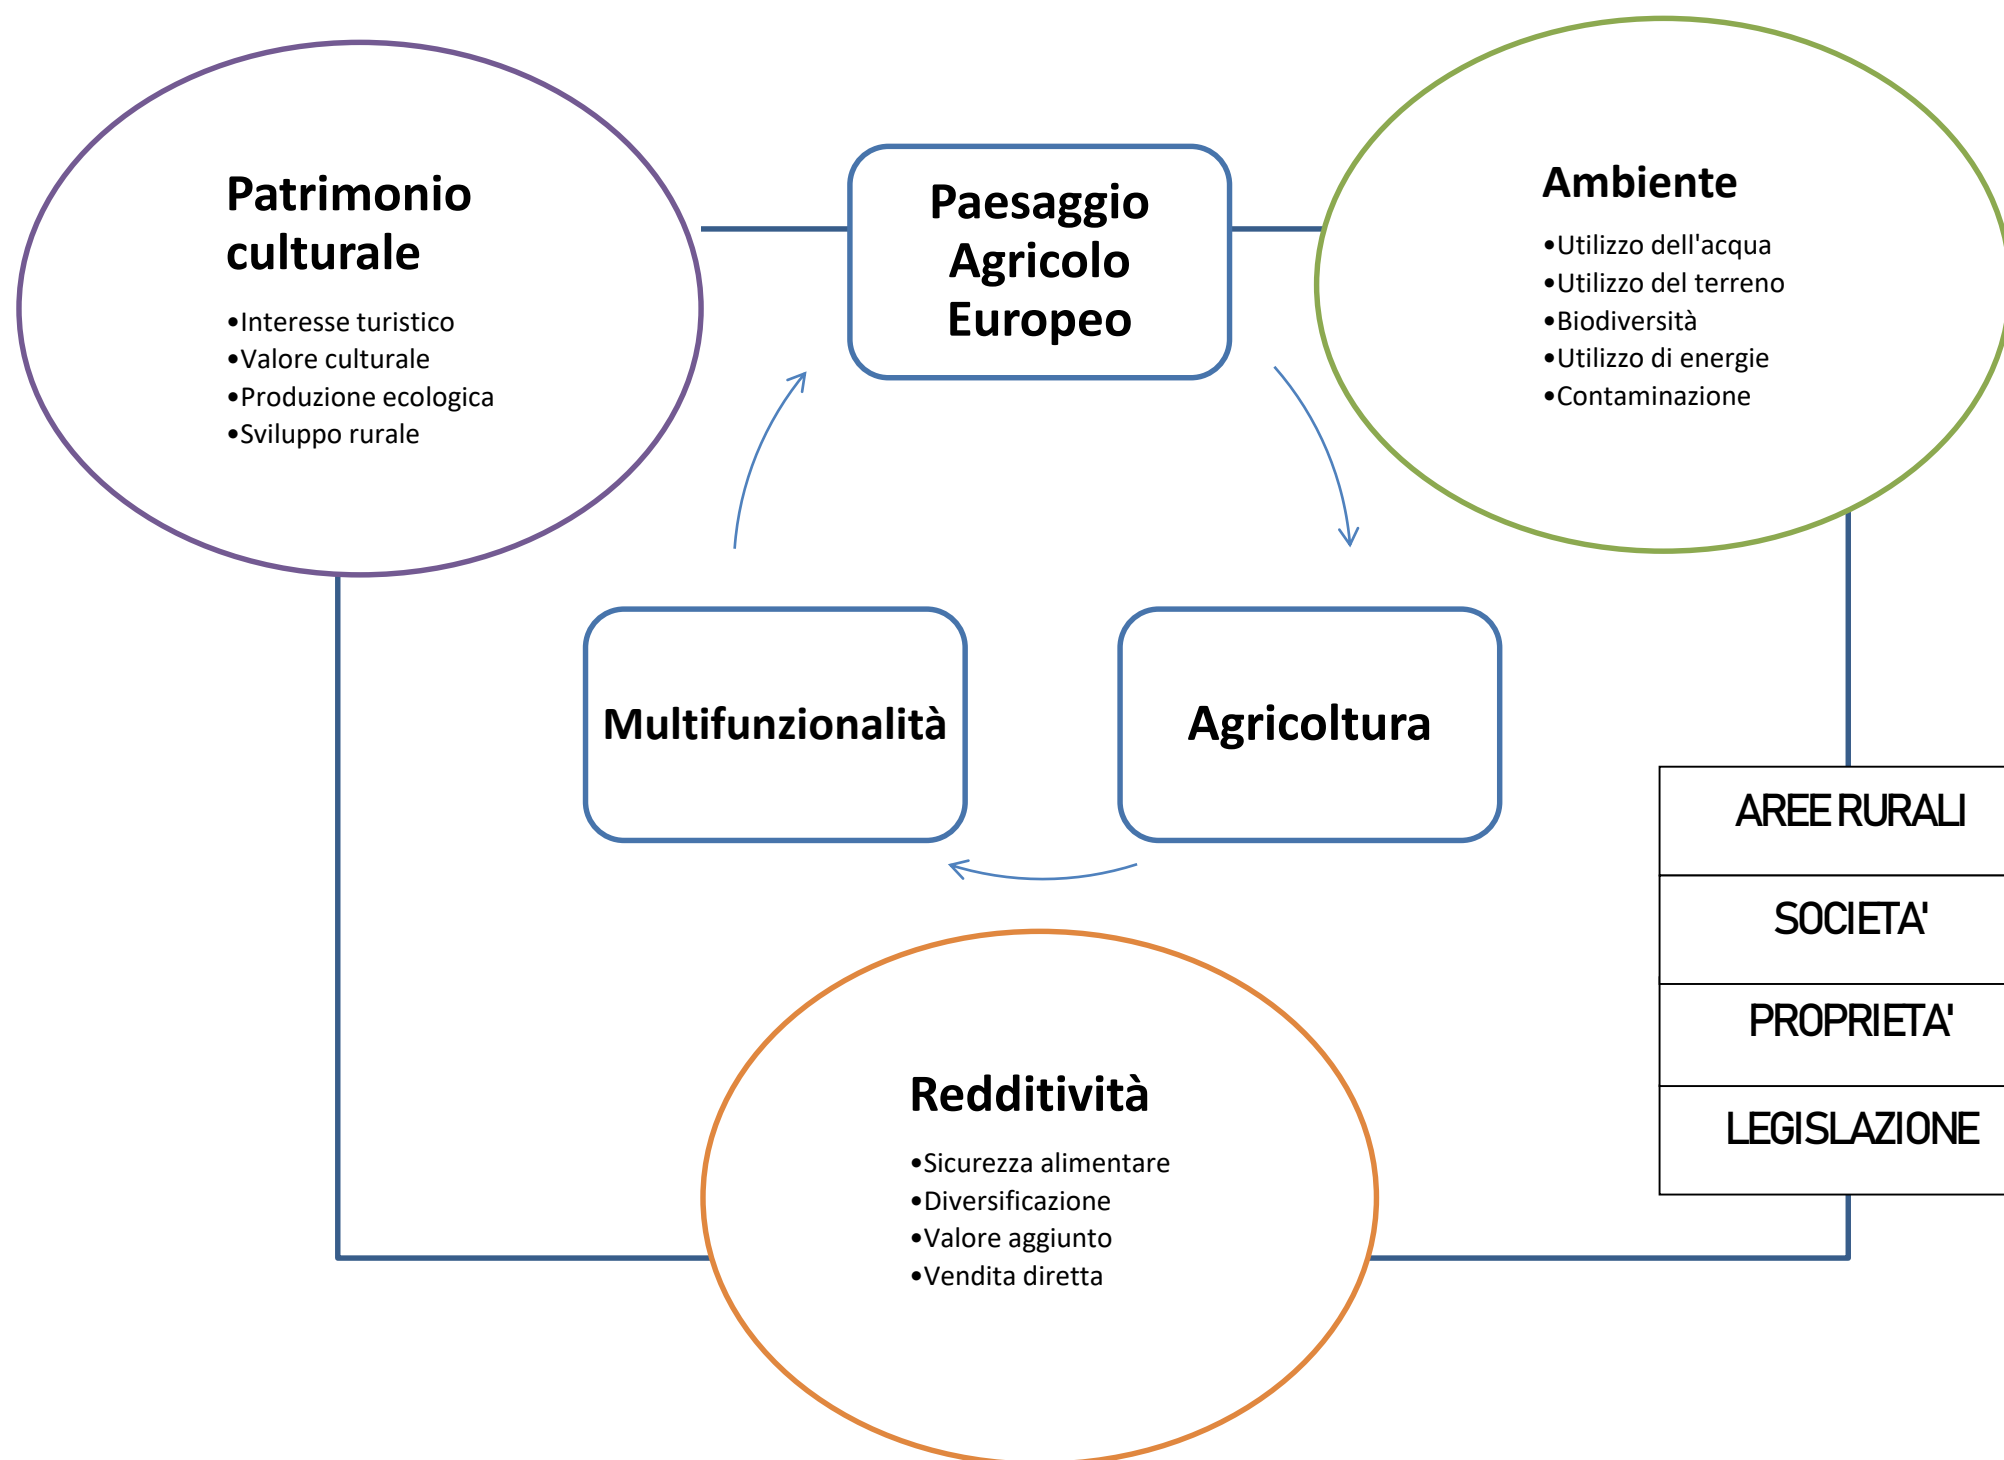 Patrimonio
culturale
•Interesse turistico
•Valore culturale
•Produzione ecologica
•Sviluppo rurale
Paesaggio
Agricolo
Europeo
Ambiente
•Utilizzo dell'acqua
•Utilizzo del terreno
•Biodiversità
•Utilizzo di energie
•Contaminazione
Multifunzionalità
Agricoltura
AREE RURALI
SOCIETA'
PROPRIETA'
LEGISLAZIONE
Redditività
•Sicurezza alimentare
•Diversificazione
•Valore aggiunto
•Vendita diretta